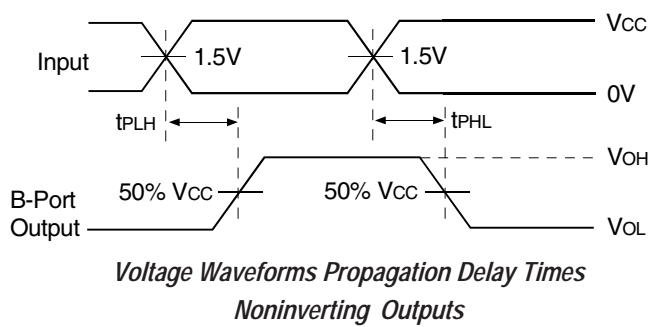 VCC
Input
1.5V
1.5V
0V
tPLH
tPHL
VOH
B-Port
Output
50% VCC
50% VCC
VOL
Voltage Waveforms Propagation Delay Times
Noninverting Outputs